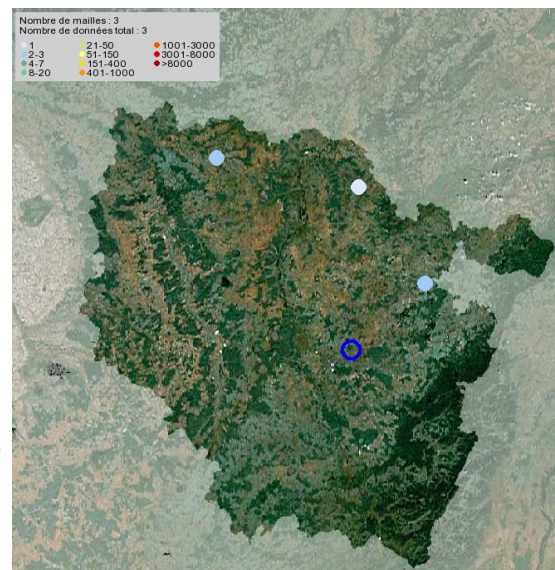 Nombre de mailles : 3
Nombre de données total : 3
1 21-50 1001-3000
2-3 51-150 3001-8000
4-7 151-400 >8000
8-20 401-1000